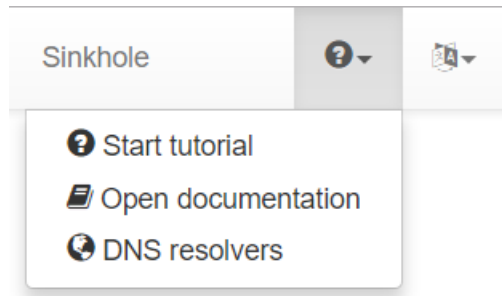 Sinkhole
Start tutorial
Open documentation
DNS resolvers